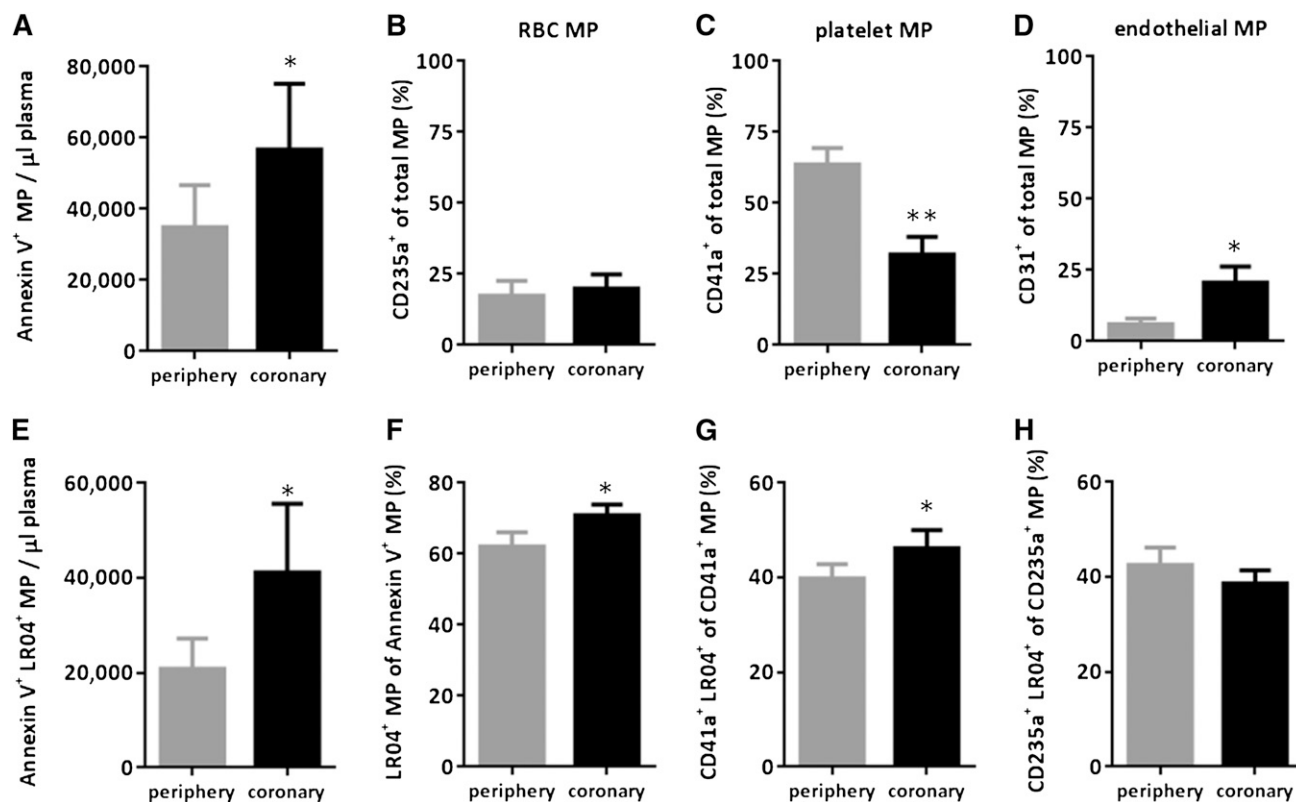 A
Annexin V⁺ MP / µl plasma
80,000
60,000
40,000
20,000
0
*
periphery coronary
B
RBC MP
CD235a⁺ of total MP (%)
100
75
50
25
0
periphery coronary
C
platelet MP
CD41a⁺ of total MP (%)
100
75
50
25
0
**
periphery coronary
D
endothelial MP
CD31⁺ of total MP (%)
100
75
50
25
0
*
periphery coronary
E
Annexin V⁺ LR04⁺ MP / µl plasma
60,000
40,000
20,000
0
*
periphery coronary
F
LR04⁺ MP of Annexin V⁺ MP (%)
80
60
40
20
0
*
periphery coronary
G
CD41a⁺ LR04⁺ of CD41a⁺ MP (%)
60
40
20
0
*
periphery coronary
H
CD235a⁺ LR04⁺ of CD235a⁺ MP (%)
60
40
20
0
periphery coronary